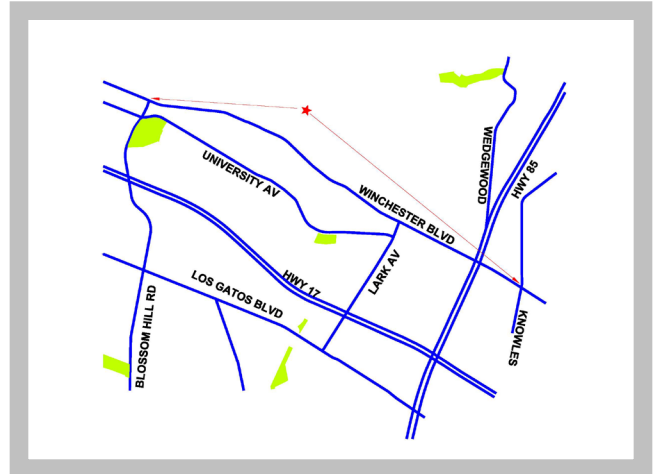 WEDGEWOOD
HWY 85
UNIVERSITY AV
WINCHESTER BLVD
LARK AV
HWY 17
LOS GATOS BLVD
BLOSSOM HILL RD
KNOWLES